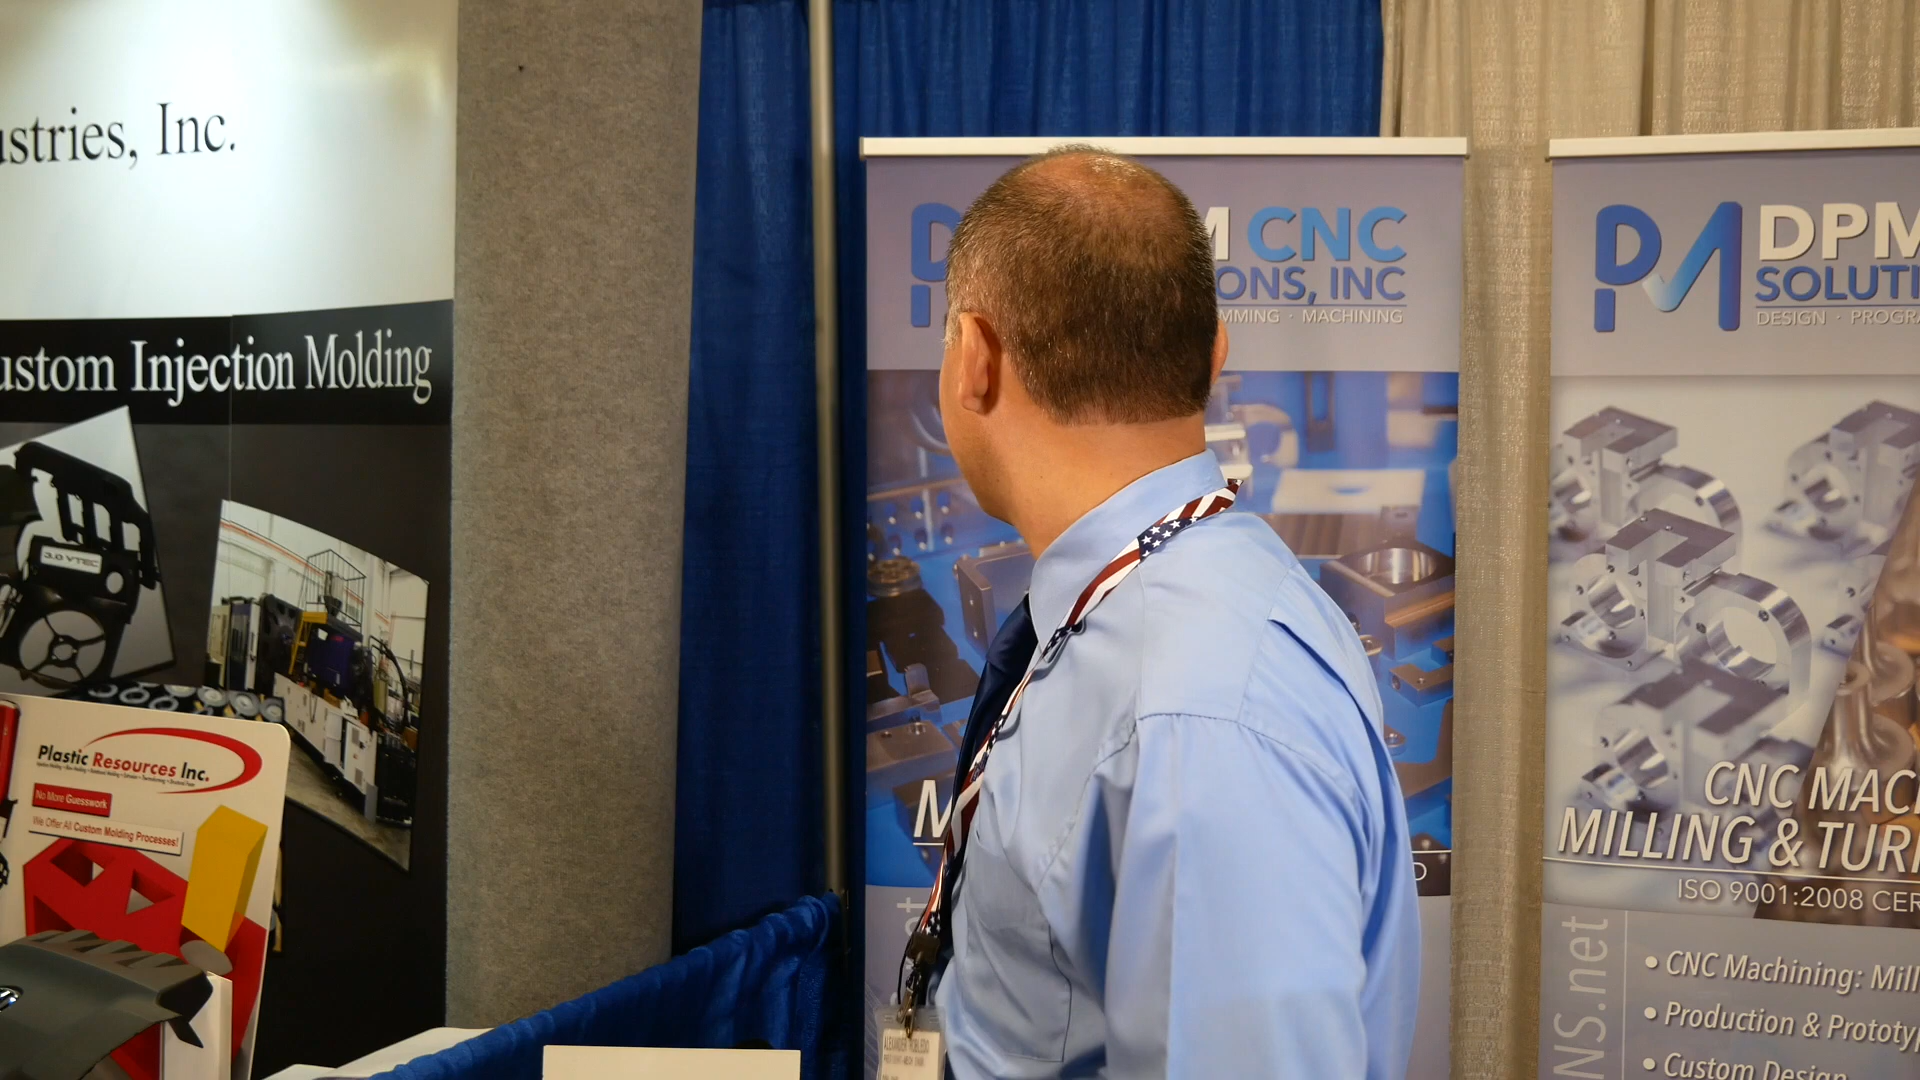 ustries, Inc.
ustom Injection Molding
3.0 VTEC
Plastic Resources Inc.
No More Guesswork
We Offer All Custom Molding Processes!
M CNC
ONS, INC
MMING · MACHINING
M
DPM
SOLUTI
DESIGN · PROGRA
CNC MAC
MILLING & TUR
ISO 9001:2008 CER
NS.net
• CNC Machining: Mill
• Production & Prototy
• Custom Design